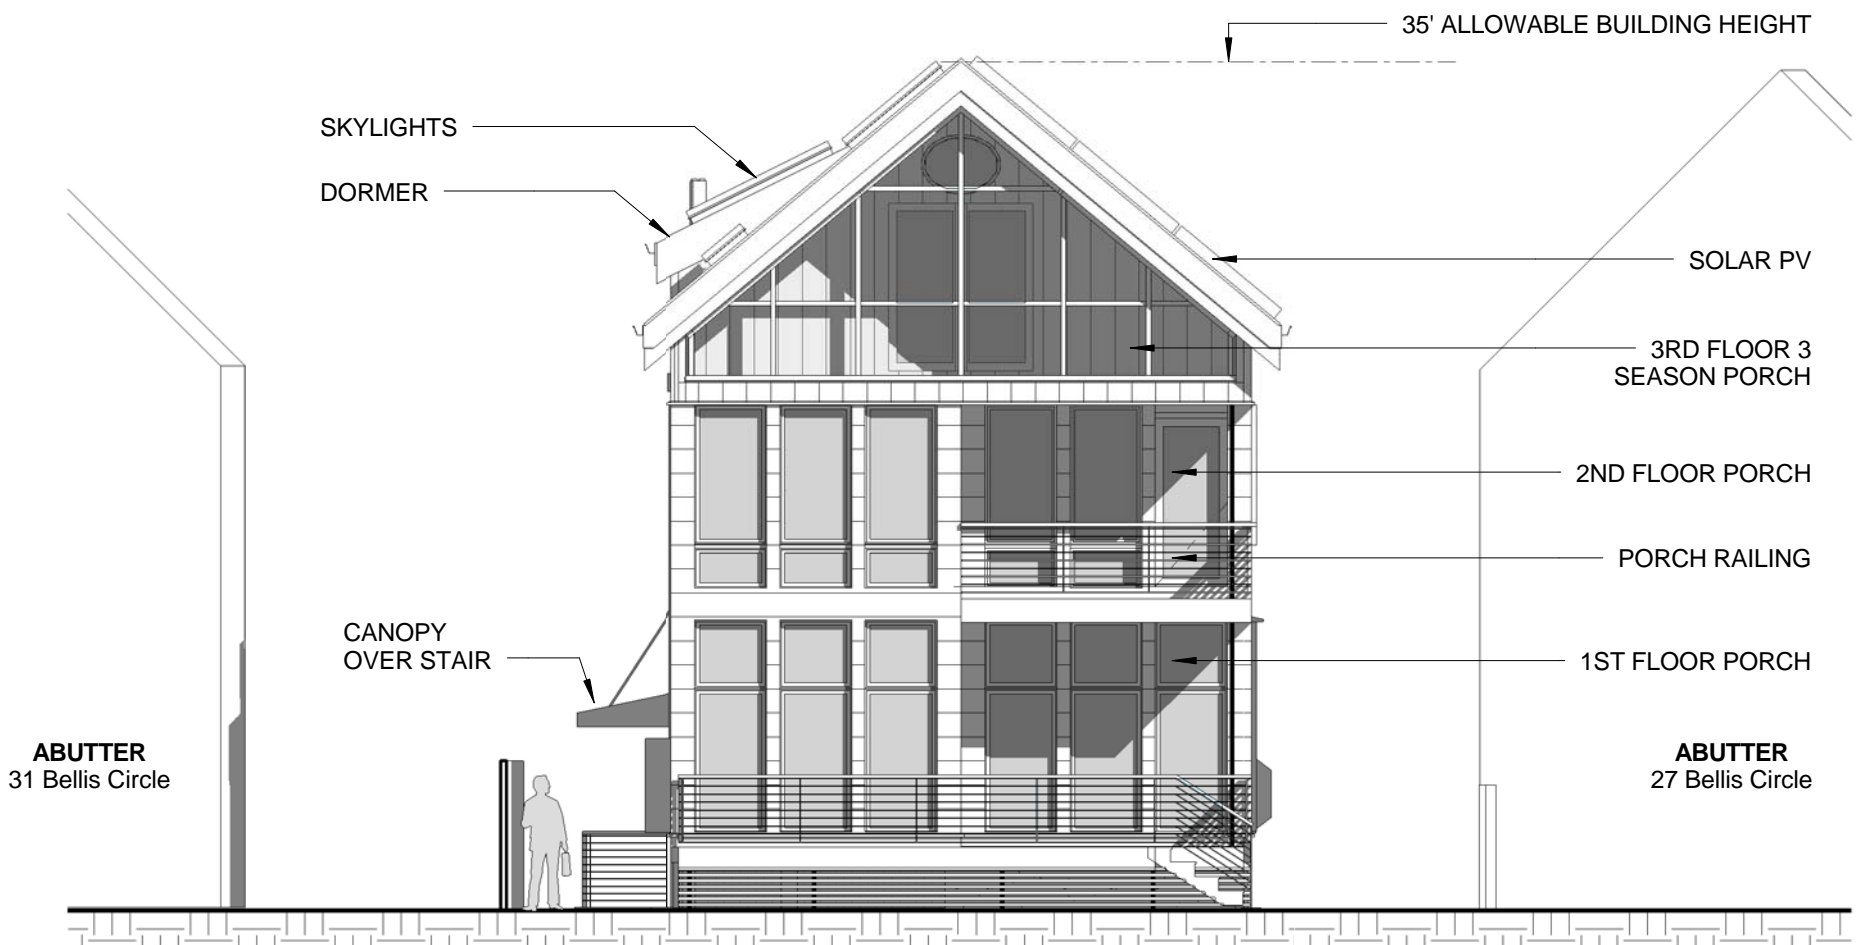 35' ALLOWABLE BUILDING HEIGHT
SKYLIGHTS
DORMER
SOLAR PV
3RD FLOOR 3
SEASON PORCH
2ND FLOOR PORCH
PORCH RAILING
CANOPY
OVER STAIR
1ST FLOOR PORCH
ABUTTER
31 Bellis Circle
ABUTTER
27 Bellis Circle